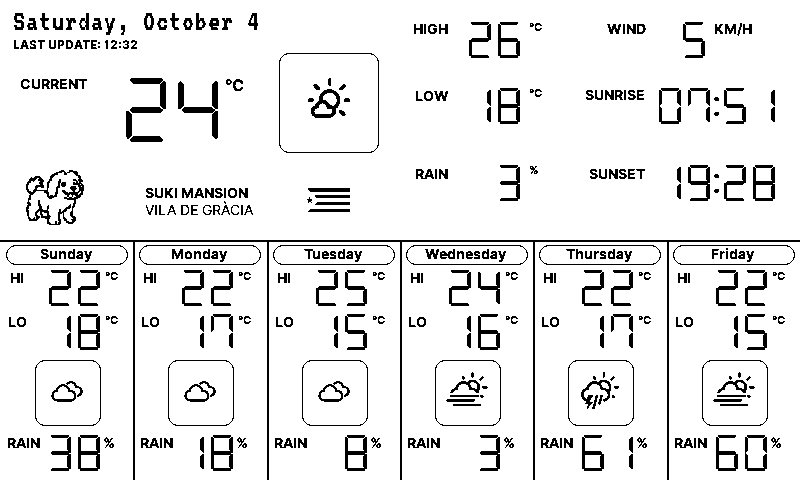 Saturday, October 4
LAST UPDATE: 12:32
CURRENT 24 °C
HIGH 26 °C
WIND 5 KM/H
LOW 18 °C
SUNRISE 07:51
RAIN 3 %
SUNSET 19:28
SUKI MANSION
VILA DE GRÀCIA
Sunday
HI 22 °C
LO 18 °C
RAIN 38 %
Monday
HI 22 °C
LO 17 °C
RAIN 18 %
Tuesday
HI 25 °C
LO 15 °C
RAIN 8 %
Wednesday
HI 24 °C
LO 16 °C
RAIN 3 %
Thursday
HI 22 °C
LO 17 °C
RAIN 61 %
Friday
HI 22 °C
LO 15 °C
RAIN 60 %